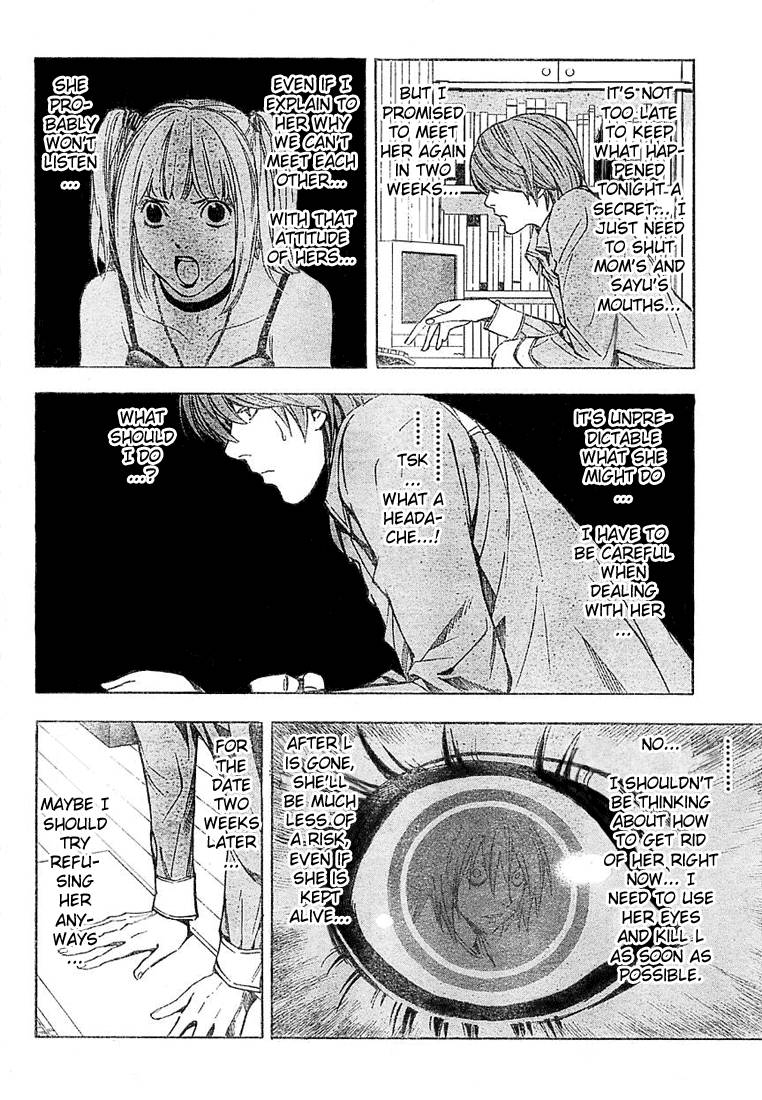 IT'S NOT
TOO LATE
TO KEEP
WHAT HAP-
PENED
TONIGHT A
SECRET... I
JUST NEED
TO SHUT
MOM'S AND
SAYU'S
MOUTHS...
BUT I
PROMISED
TO MEET
HER AGAIN
IN TWO
WEEKS...
EVEN IF I
EXPLAIN TO
HER WHY
WE CAN'T
MEET EACH
OTHER...
WITH THAT
ATTITUDE
OF HERS...
SHE
PRO-
BABLY
WON'T
LISTEN
...
IT'S UNPRE-
DICTABLE
WHAT SHE
MIGHT DO
...
I HAVE TO
BE CAREFUL
WHEN
DEALING
WITH HER
...
TSK
...
WHAT A
HEADA-
CHE...!
WHAT
SHOULD
I DO
...?
NO...
I SHOULDN'T
BE THINKING
ABOUT HOW
TO GET RID
OF HER RIGHT
NOW... I
NEED TO USE
HER EYES
AND KILL L
AS SOON AS
POSSIBLE.
AFTER L
IS GONE,
SHE'LL
BE MUCH
LESS OF
A RISK,
EVEN IF
SHE IS
KEPT
ALIVE...
FOR
THE
DATE
TWO
WEEKS
LATER
...
MAYBE I
SHOULD
TRY
REFU-
SING
HER
ANY-
WAYS
...